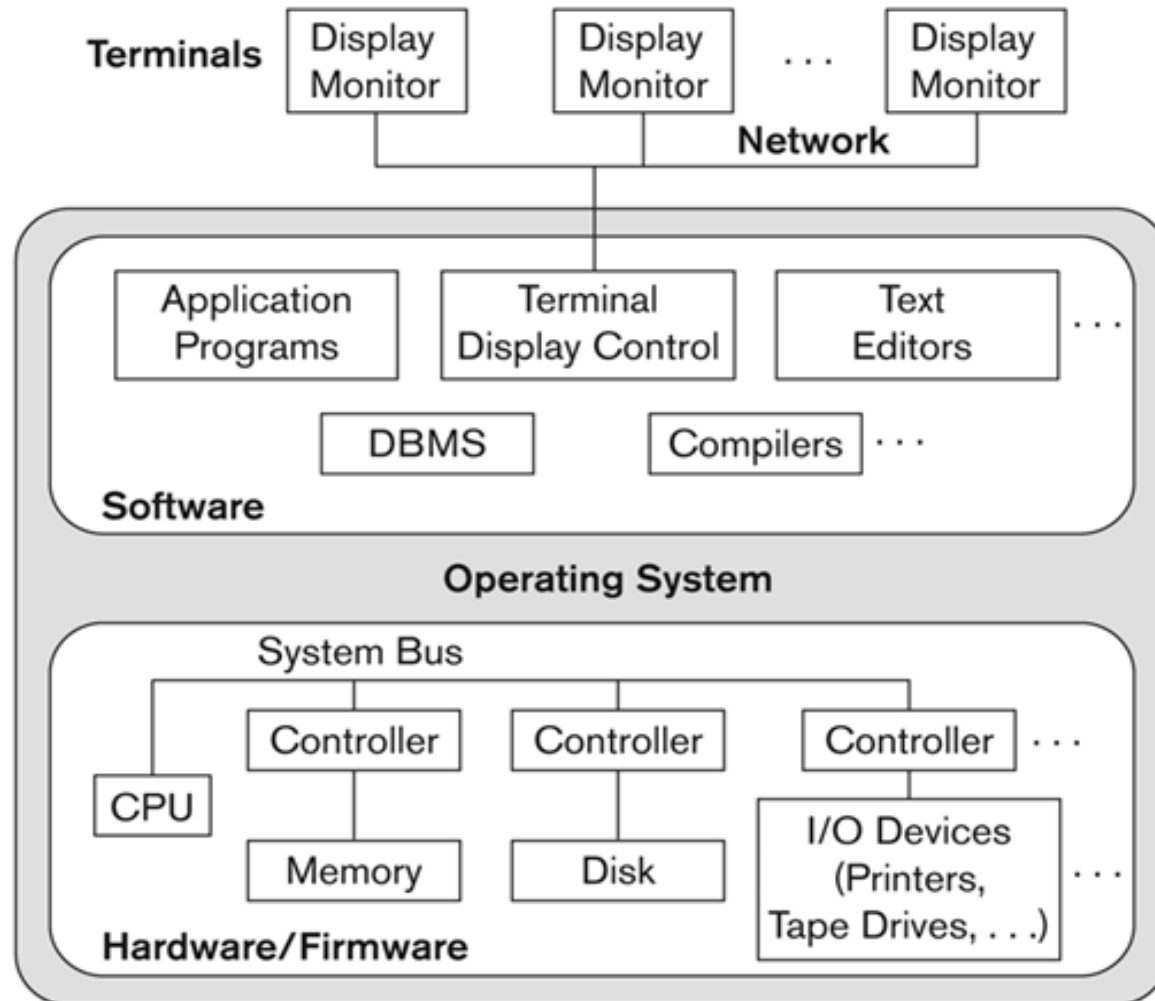 Terminals
Display
Monitor
Display
Monitor
. . .
Display
Monitor
Network
Application
Programs
Terminal
Display Control
Text
Editors
. . .
DBMS
Compilers
. . .
Software
Operating System
System Bus
Controller
Controller
Controller
. . .
CPU
Memory
Disk
I/O Devices
(Printers,
Tape Drives, . . .)
. . .
Hardware/Firmware